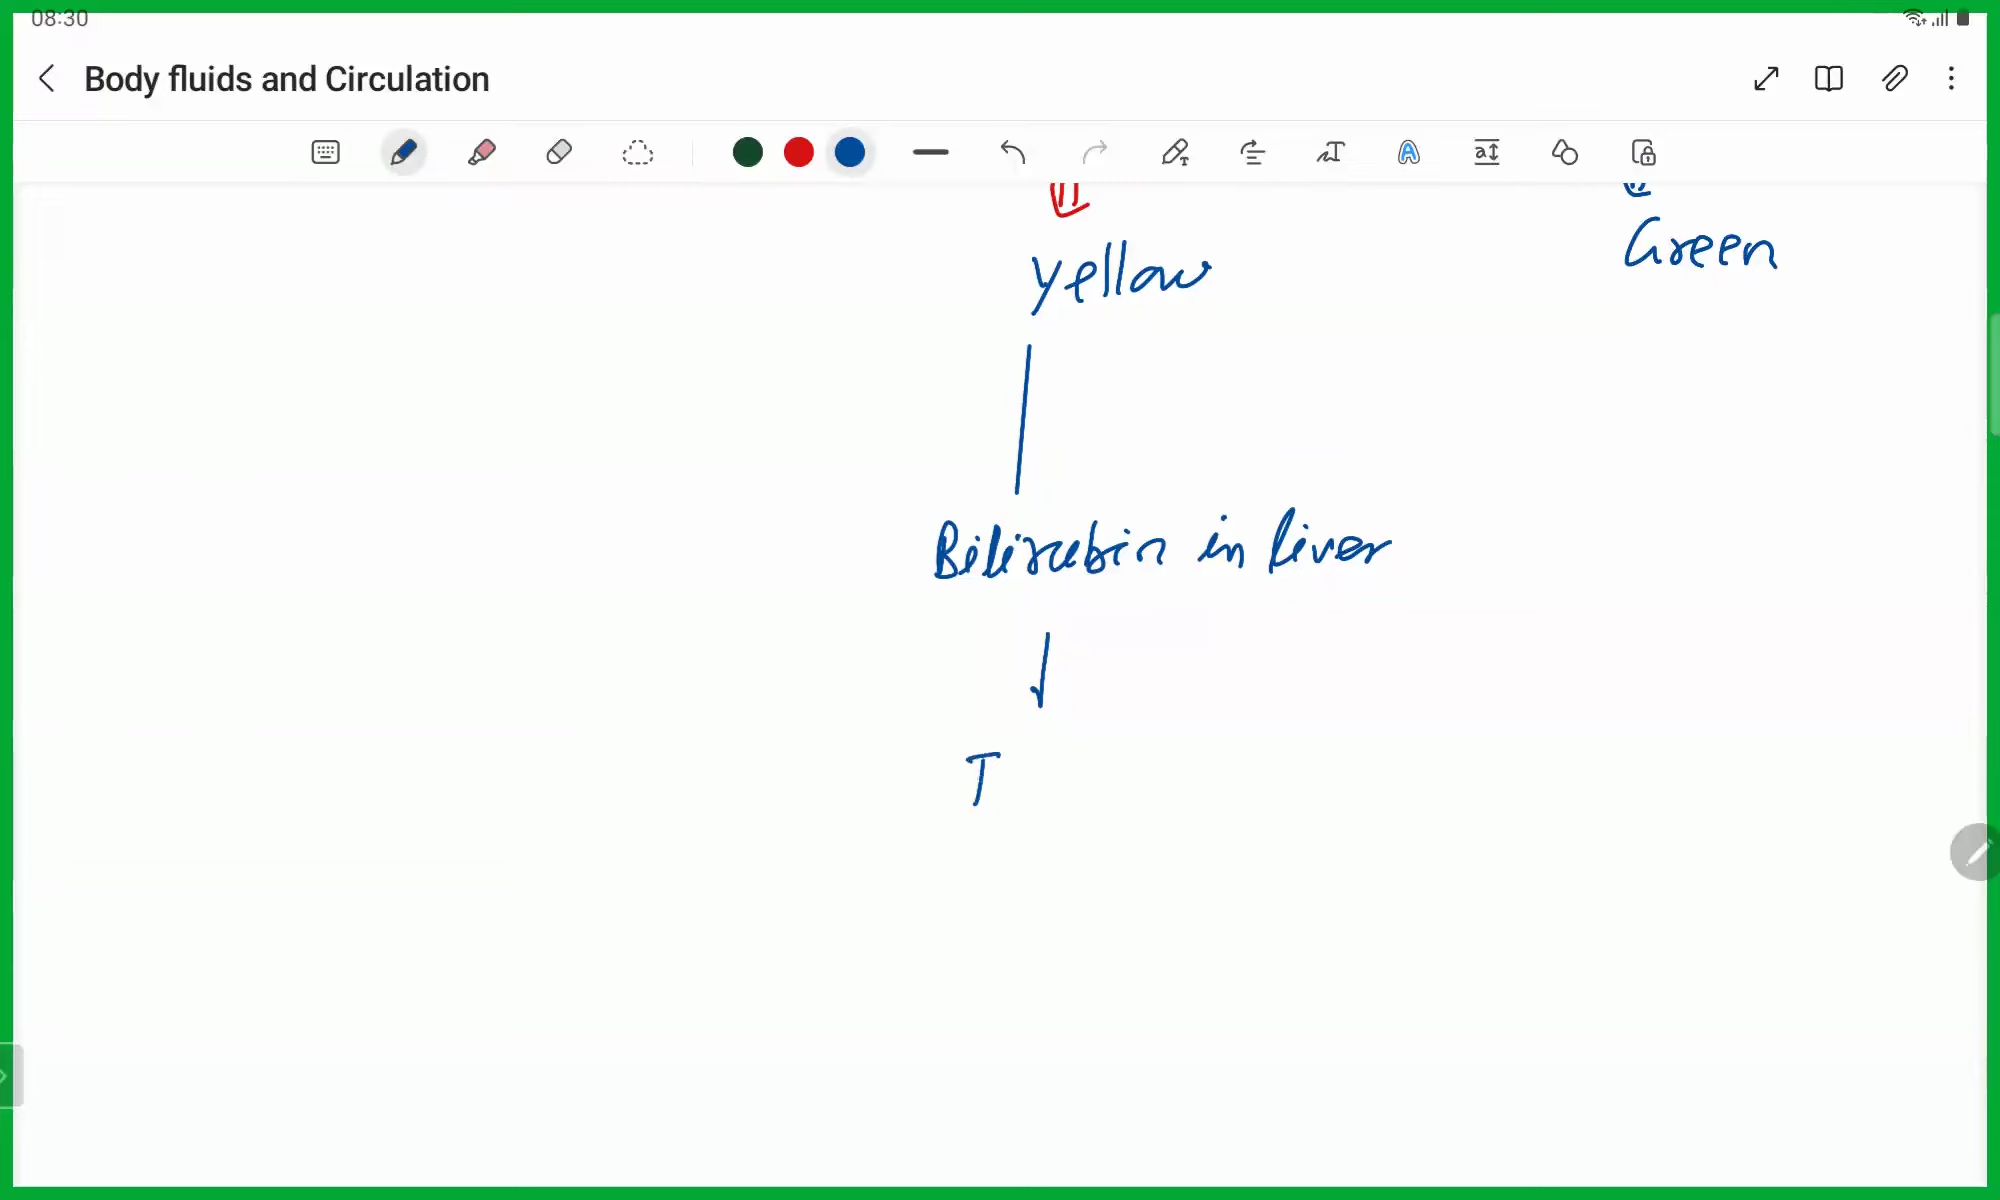 08:30
Body fluids and Circulation
Green
yellow
Bilirubin in liver
T